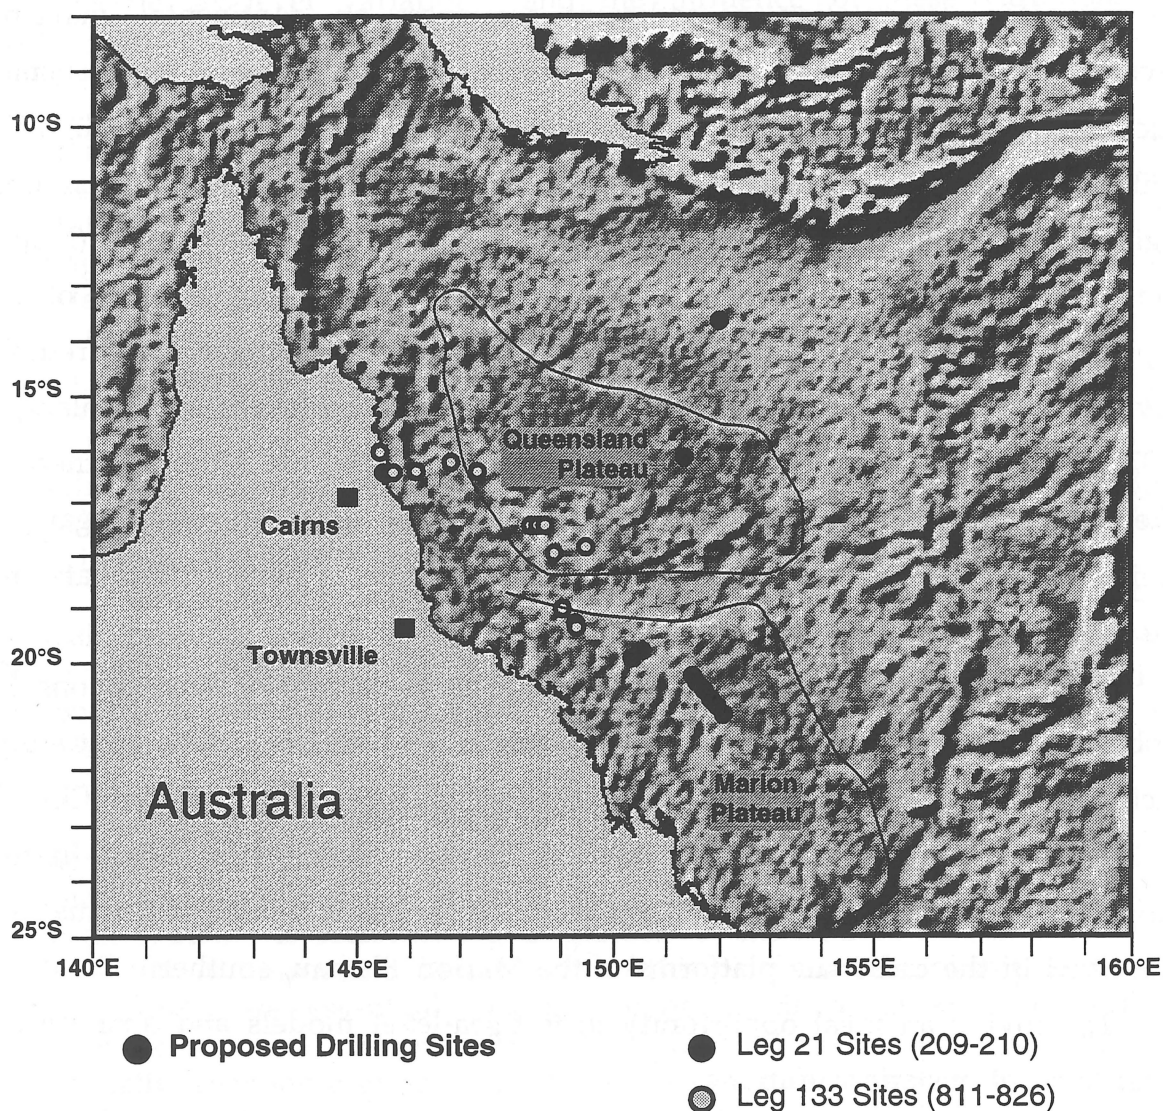 10°S
15°S
Queensland
Plateau
Cairns
20°S
Townsville
Marion
Plateau
Australia
25°S
140°E
145°E
150°E
155°E
160°E
Proposed Drilling Sites
Leg 21 Sites (209-210)
Leg 133 Sites (811-826)